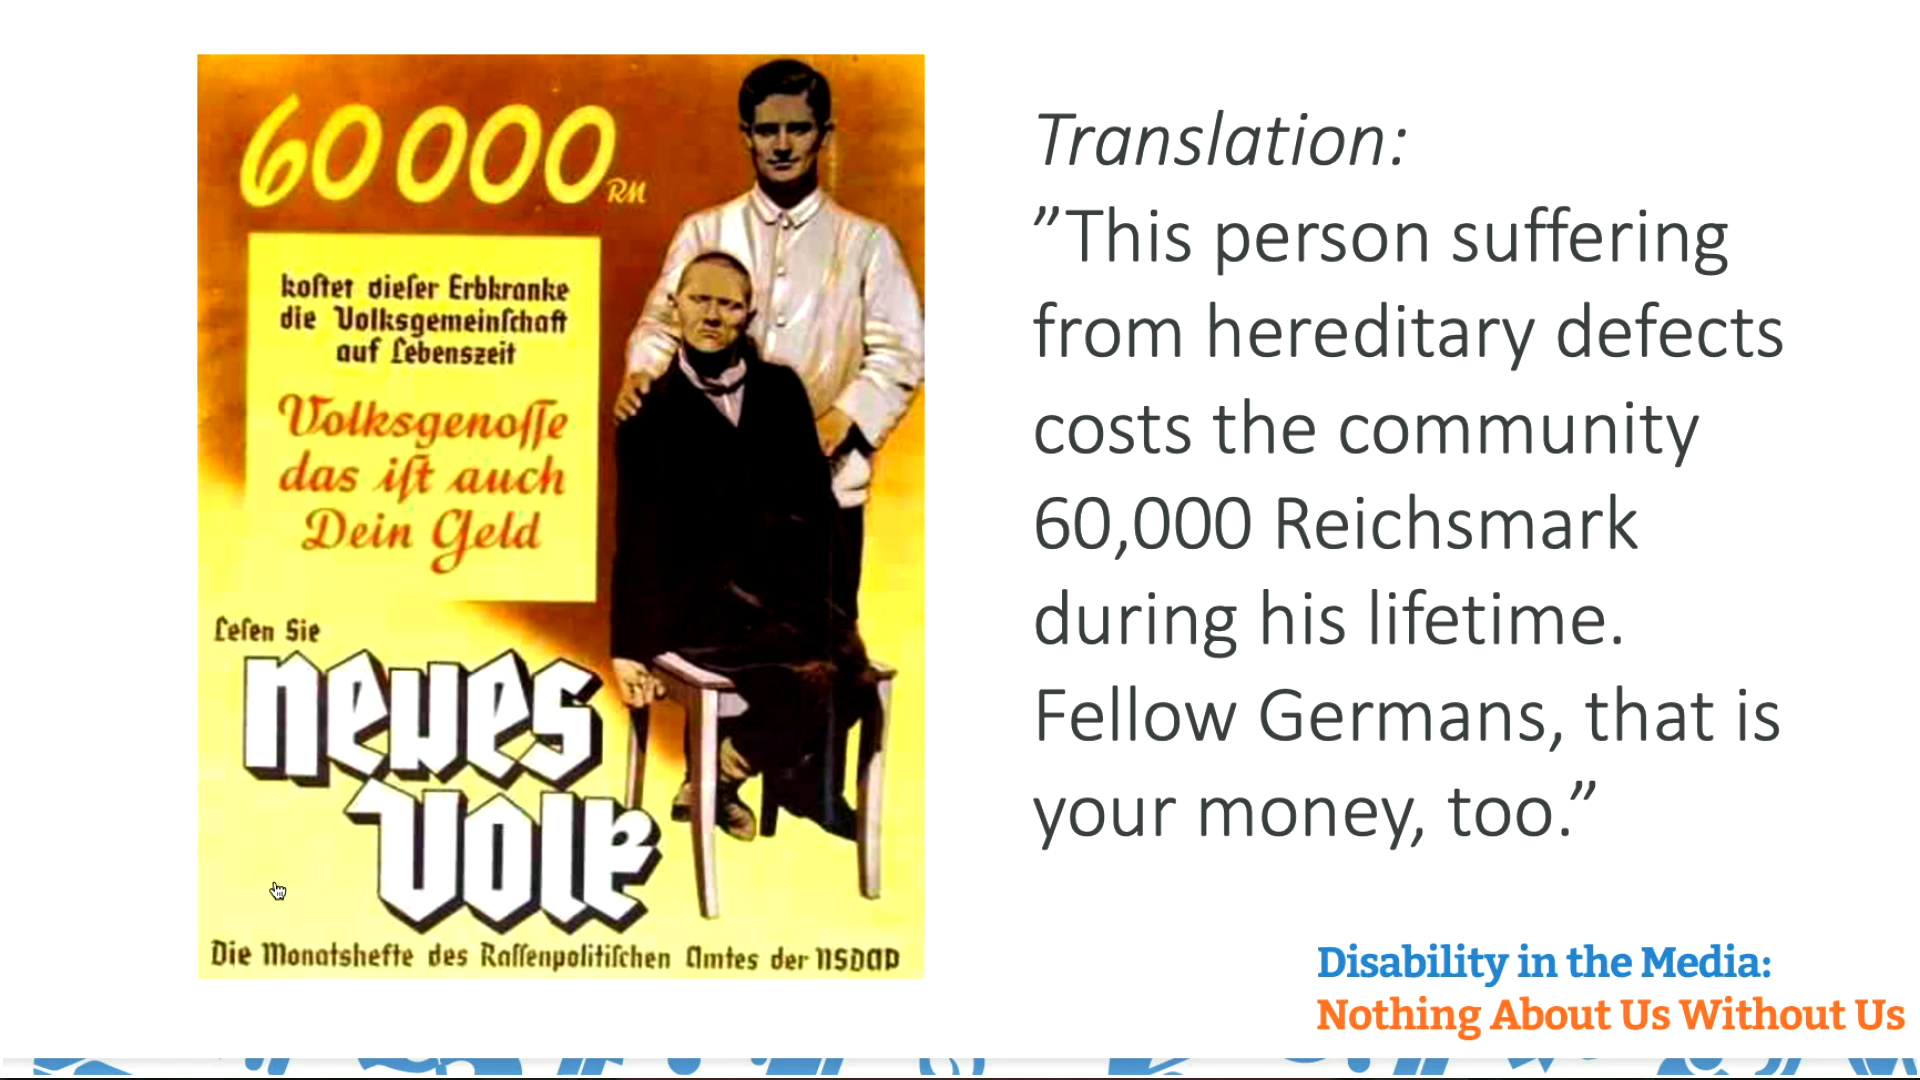 60 000 RM
kostet dieser Erbkranke
die Volksgemeinschaft
auf Lebenszeit
Volksgenosse
das ist auch
Dein Geld
Lesen Sie
neues
Volk
Die Monatshefte des Rassenpolitischen Amtes der NSDAP
Translation:
”This person suffering
from hereditary defects
costs the community
60,000 Reichsmark
during his lifetime.
Fellow Germans, that is
your money, too.”
Disability in the Media:
Nothing About Us Without Us